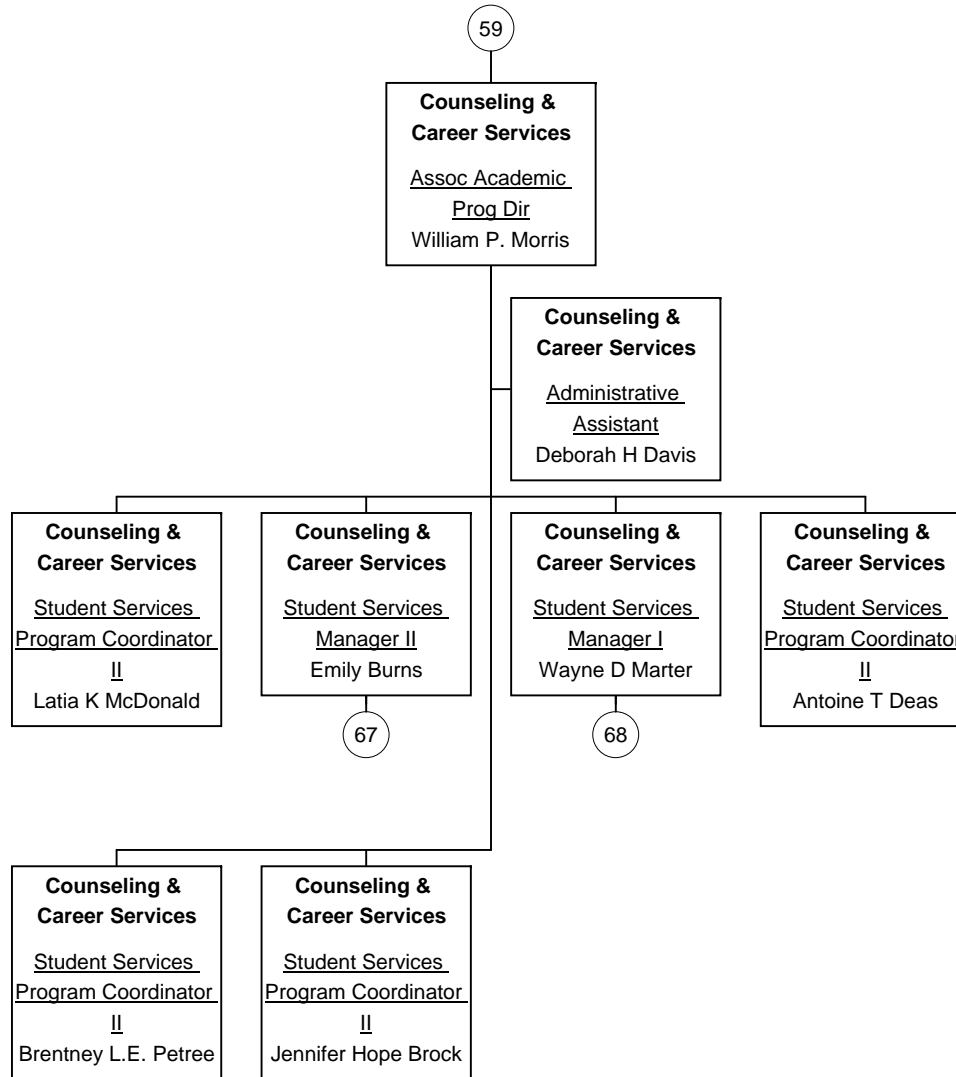 59
Counseling &
Career Services
Assoc Academic
Prog Dir
William P. Morris
Counseling &
Career Services
Administrative
Assistant
Deborah H Davis
Counseling &
Career Services
Student Services
Program Coordinator
II
Latia K McDonald
Counseling &
Career Services
Student Services
Manager II
Emily Burns
67
Counseling &
Career Services
Student Services
Manager I
Wayne D Marter
68
Counseling &
Career Services
Student Services
Program Coordinator
II
Antoine T Deas
Counseling &
Career Services
Student Services
Program Coordinator
II
Brentney L.E. Petree
Counseling &
Career Services
Student Services
Program Coordinator
II
Jennifer Hope Brock